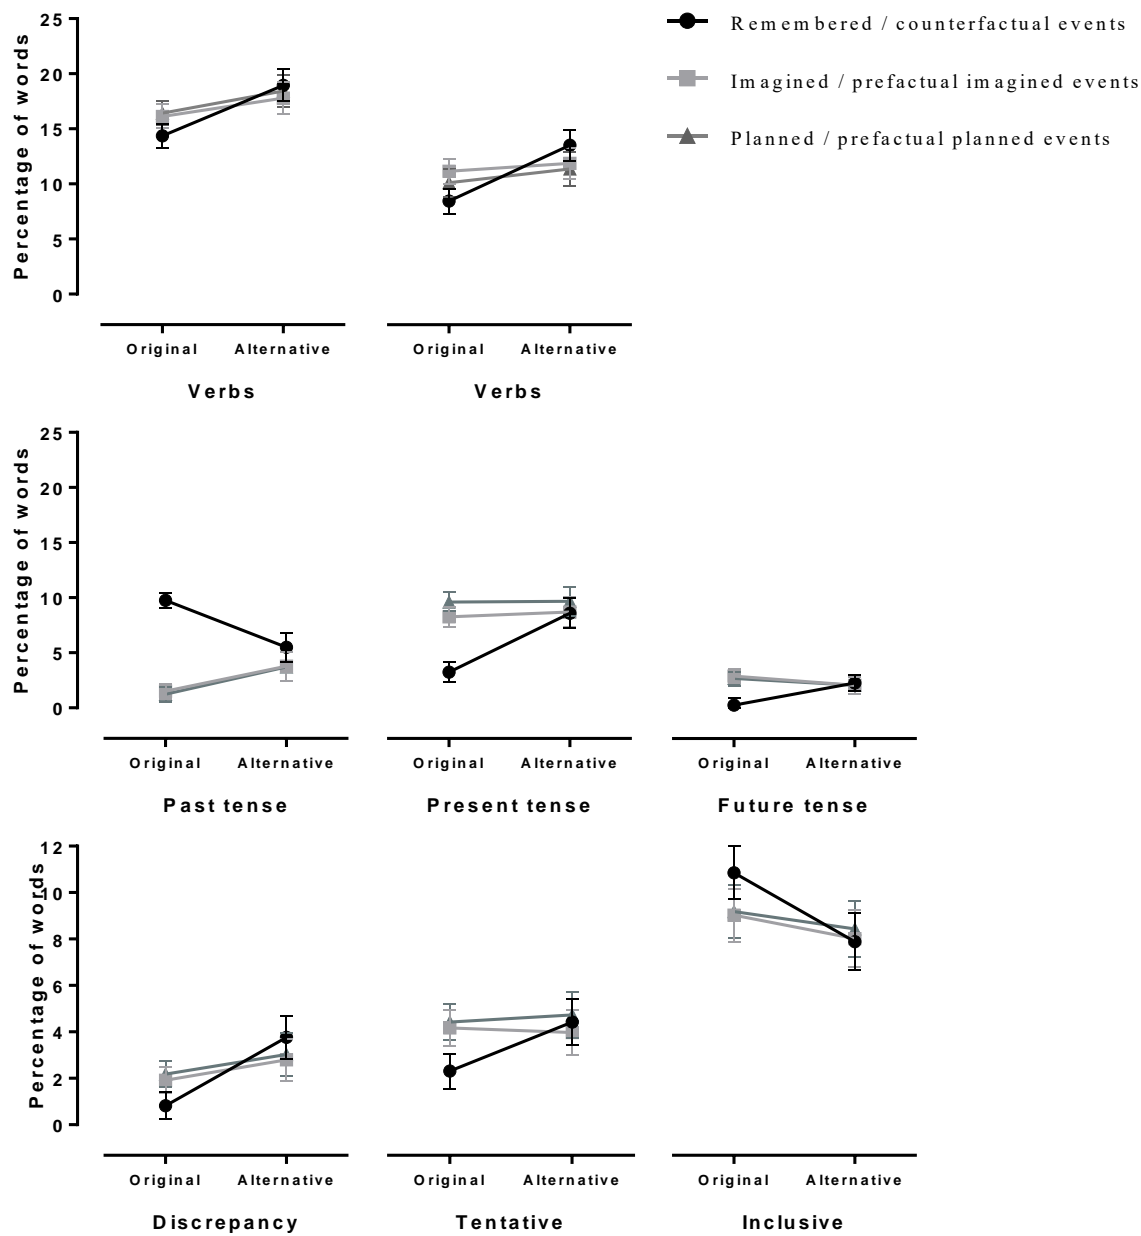 Percentage of words
25
20
15
10
5
0
Original Alternative
Verbs
Original Alternative
Verbs
Remembered / counterfactual events
Imagined / prefactual imagined events
Planned / prefactual planned events
Percentage of words
25
20
15
10
5
0
Original Alternative
Past tense
Original Alternative
Present tense
Original Alternative
Future tense
Percentage of words
12
10
8
6
4
2
0
Original Alternative
Discrepancy
Original Alternative
Tentative
Original Alternative
Inclusive